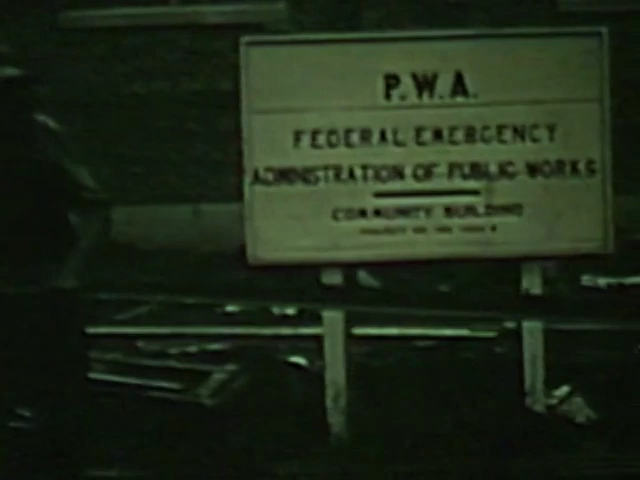 P.W.A.
FEDERAL EMERGENCY
ADMINISTRATION OF PUBLIC WORKS
COMMUNITY BUILDING